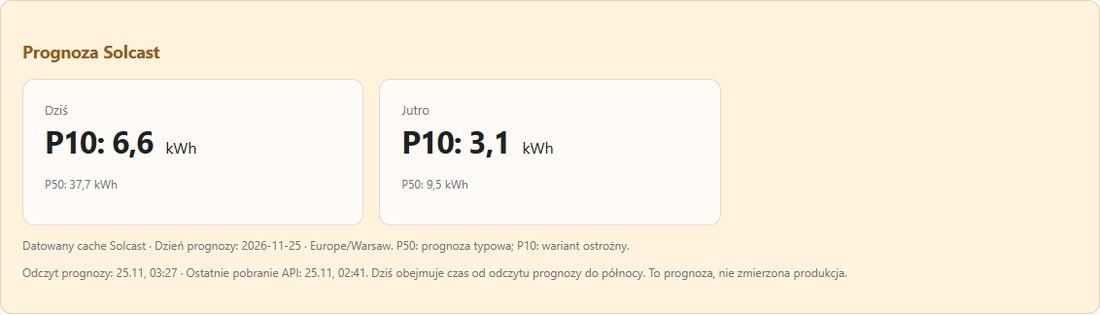 Prognoza Solcast
Dziś
P10: 6,6 kWh
P50: 37,7 kWh
Jutro
P10: 3,1 kWh
P50: 9,5 kWh
Datowany cache Solcast · Dzień prognozy: 2026-11-25 · Europe/Warsaw. P50: prognoza typowa; P10: wariant ostrożny.
Odczyt prognozy: 25.11, 03:27 · Ostatnie pobranie API: 25.11, 02:41. Dziś obejmuje czas od odczytu prognozy do północy. To prognoza, nie zmierzona produkcja.